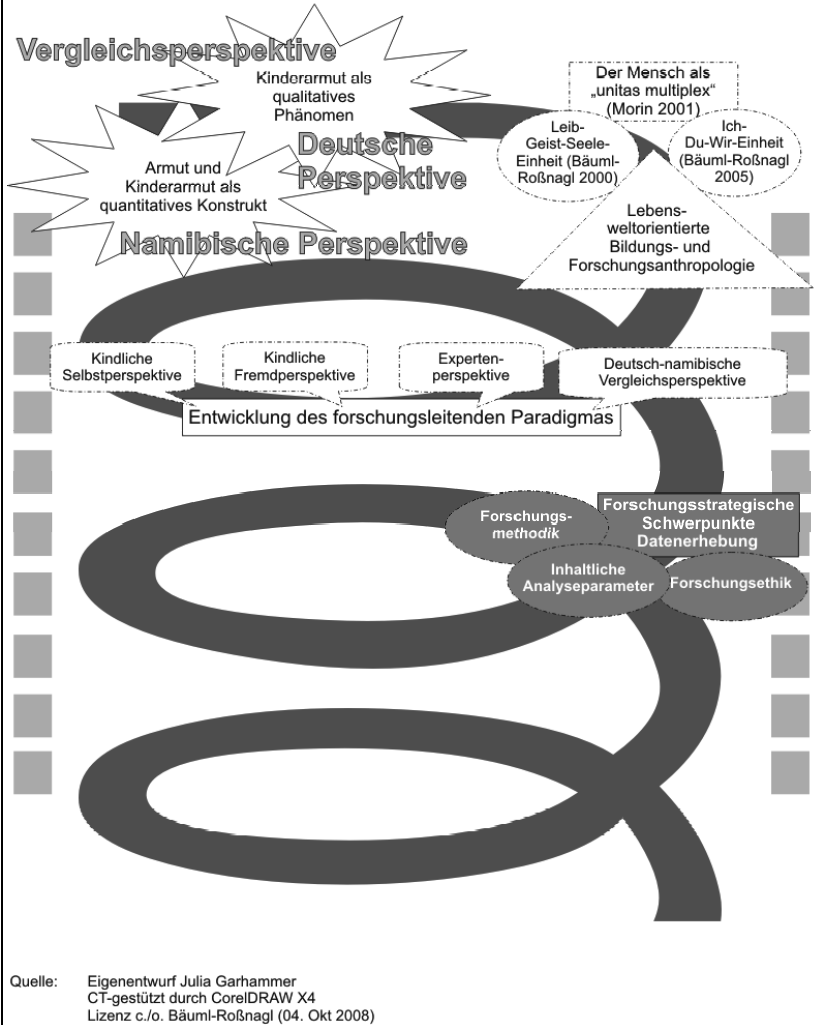 Vergleichsperspektive
Kinderarmut als
qualitatives
Phänomen
Deutsche
Perspektive
Armut und
Kinderarmut als
quantitatives Konstrukt
Namibische Perspektive
Der Mensch als
„unitas multiplex“
(Morin 2001)
Leib-
Geist-Seele-
Einheit (Bäuml-
Roßnagl 2000)
Ich-
Du-Wir-Einheit
(Bäuml-Roßnagl
2005)
Lebens-
weltorientierte
Bildungs- und
Forschungsanthropologie
Kindliche
Selbstperspektive
Kindliche
Fremdperspektive
Experten-
perspektive
Deutsch-namibische
Vergleichsperspektive
Entwicklung des forschungsleitenden Paradigmas
Forschungs-
methodik
Forschungsstrategische
Schwerpunkte
Datenerhebung
Inhaltliche
Analyseparameter
Forschungsethik
Quelle: Eigenentwurf Julia Garhammer
CT-gestützt durch CorelDRAW X4
Lizenz c./o. Bäuml-Roßnagl (04. Okt 2008)